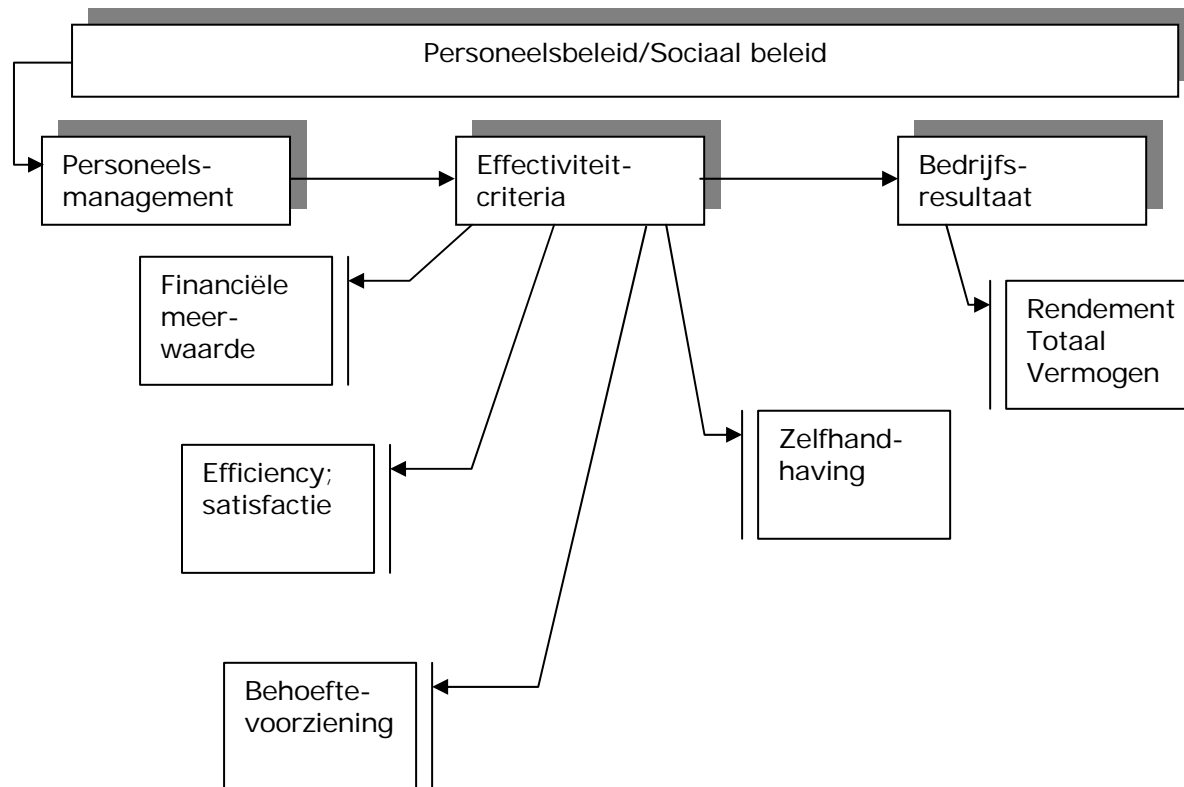 Personeelsbeleid/Sociaal beleid
Personeels-
management
Effectiviteit-
criteria
Bedrijfs-
resultaat
Financiële
meer-
waarde
Rendement
Totaal
Vermogen
Efficiency;
satisfactie
Zelfhand-
having
Behoefte-
voorziening